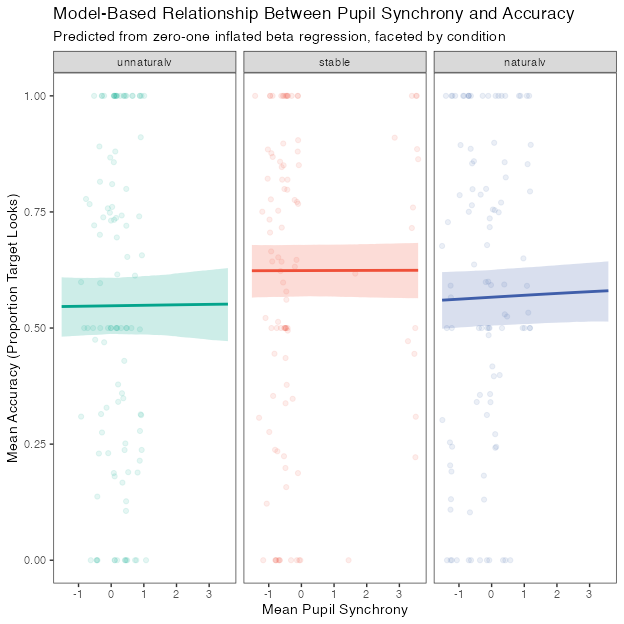 Model-Based Relationship Between Pupil Synchrony and Accuracy
Predicted from zero-one inflated beta regression, faceted by condition
unnaturalv
stable
naturalv
Mean Accuracy (Proportion Target Looks)
1.00
0.75
0.50
0.25
0.00
-1 0 1 2 3
-1 0 1 2 3
-1 0 1 2 3
Mean Pupil Synchrony